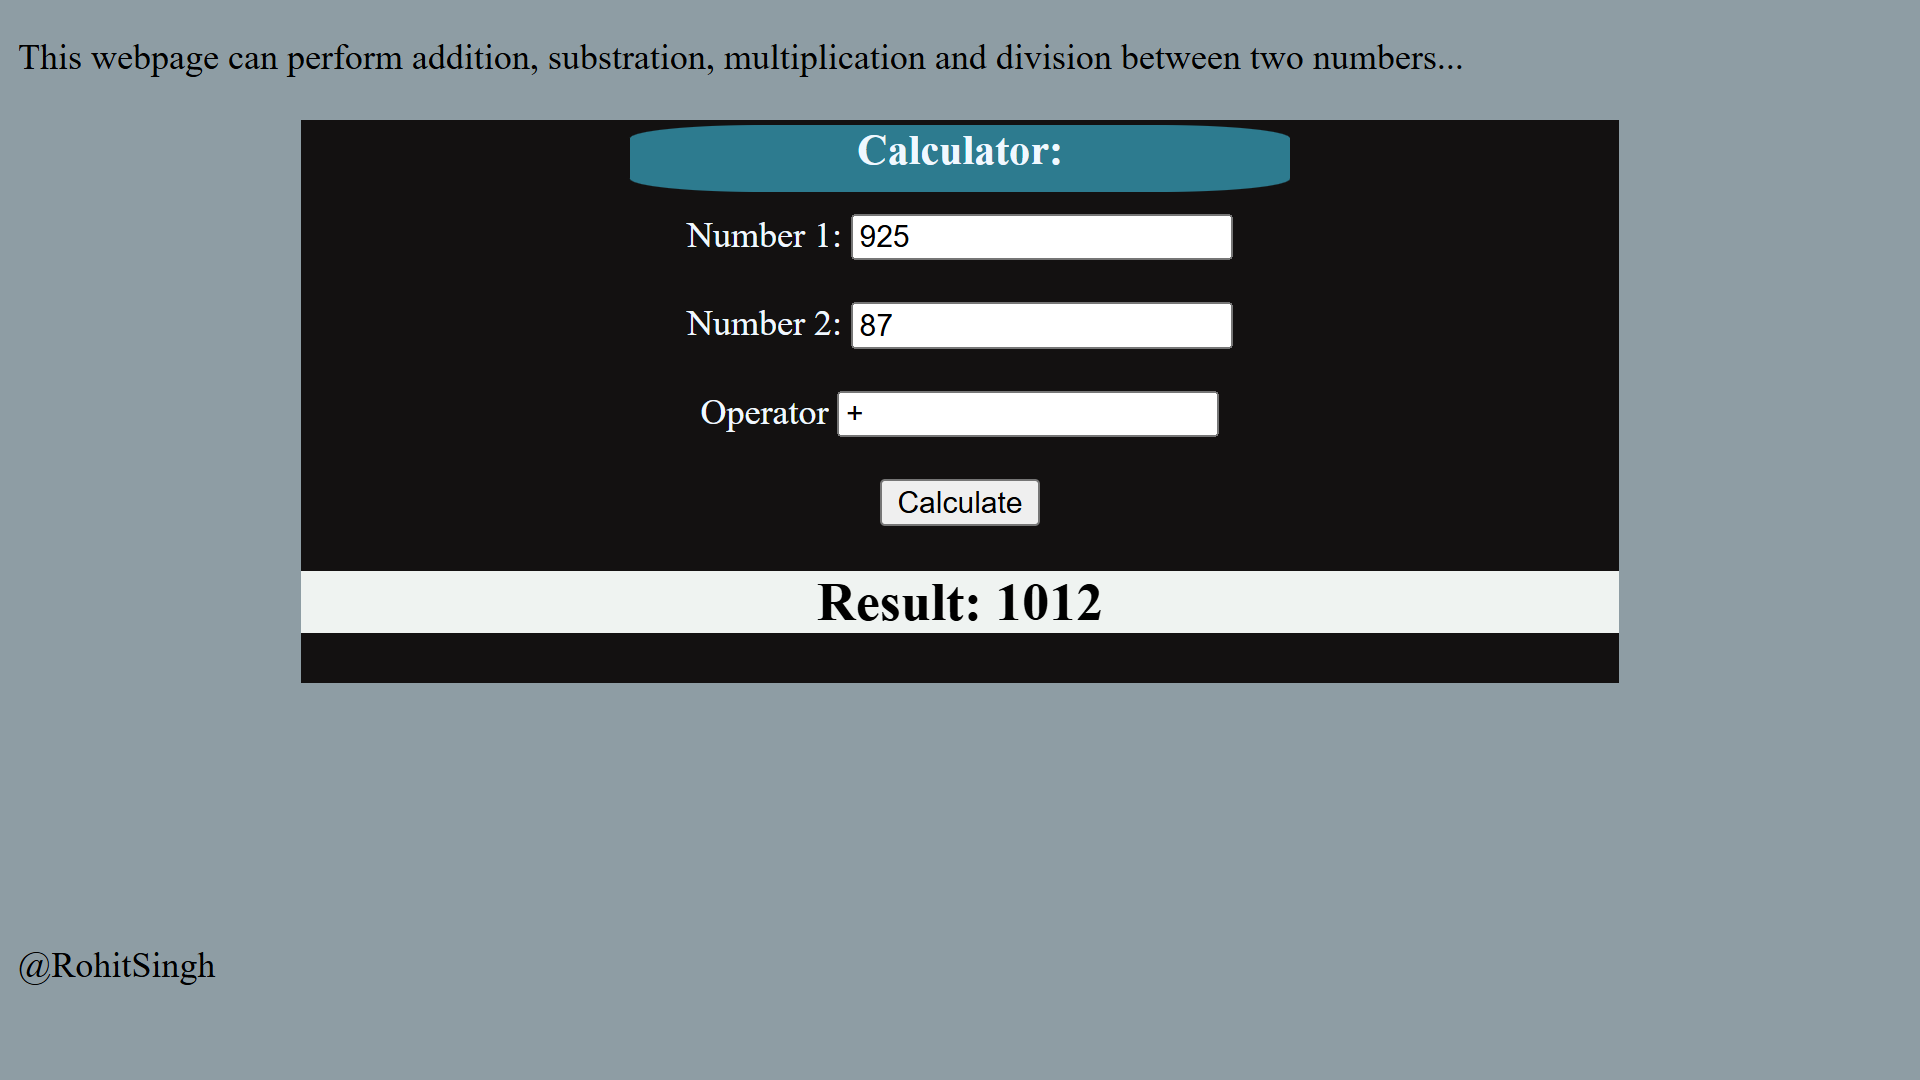 This webpage can perform addition, substration, multiplication and division between two numbers...
Calculator:
Number 1: 925
Number 2: 87
Operator +
Calculate
Result: 1012
@RohitSingh